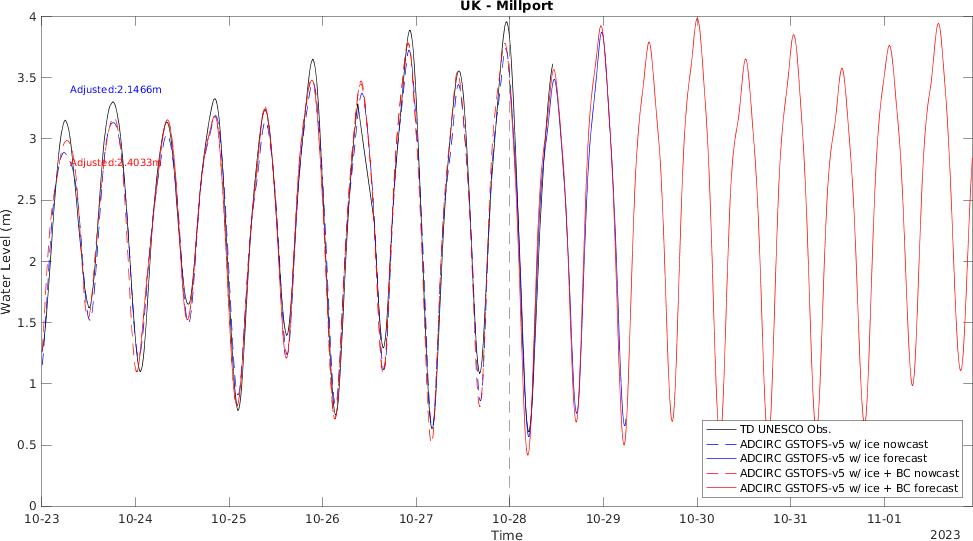 UK - Millport
4
3.5
3
2.5
2
1.5
1
0.5
0
Water Level (m)
Adjusted:2.1466m
Adjusted:2.4033m
TD UNESCO Obs.
ADCIRC GSTOFS-v5 w/ ice nowcast
ADCIRC GSTOFS-v5 w/ ice forecast
ADCIRC GSTOFS-v5 w/ ice + BC nowcast
ADCIRC GSTOFS-v5 w/ ice + BC forecast
10-23 10-24 10-25 10-26 10-27 10-28 10-29 10-30 10-31 11-01
Time
2023